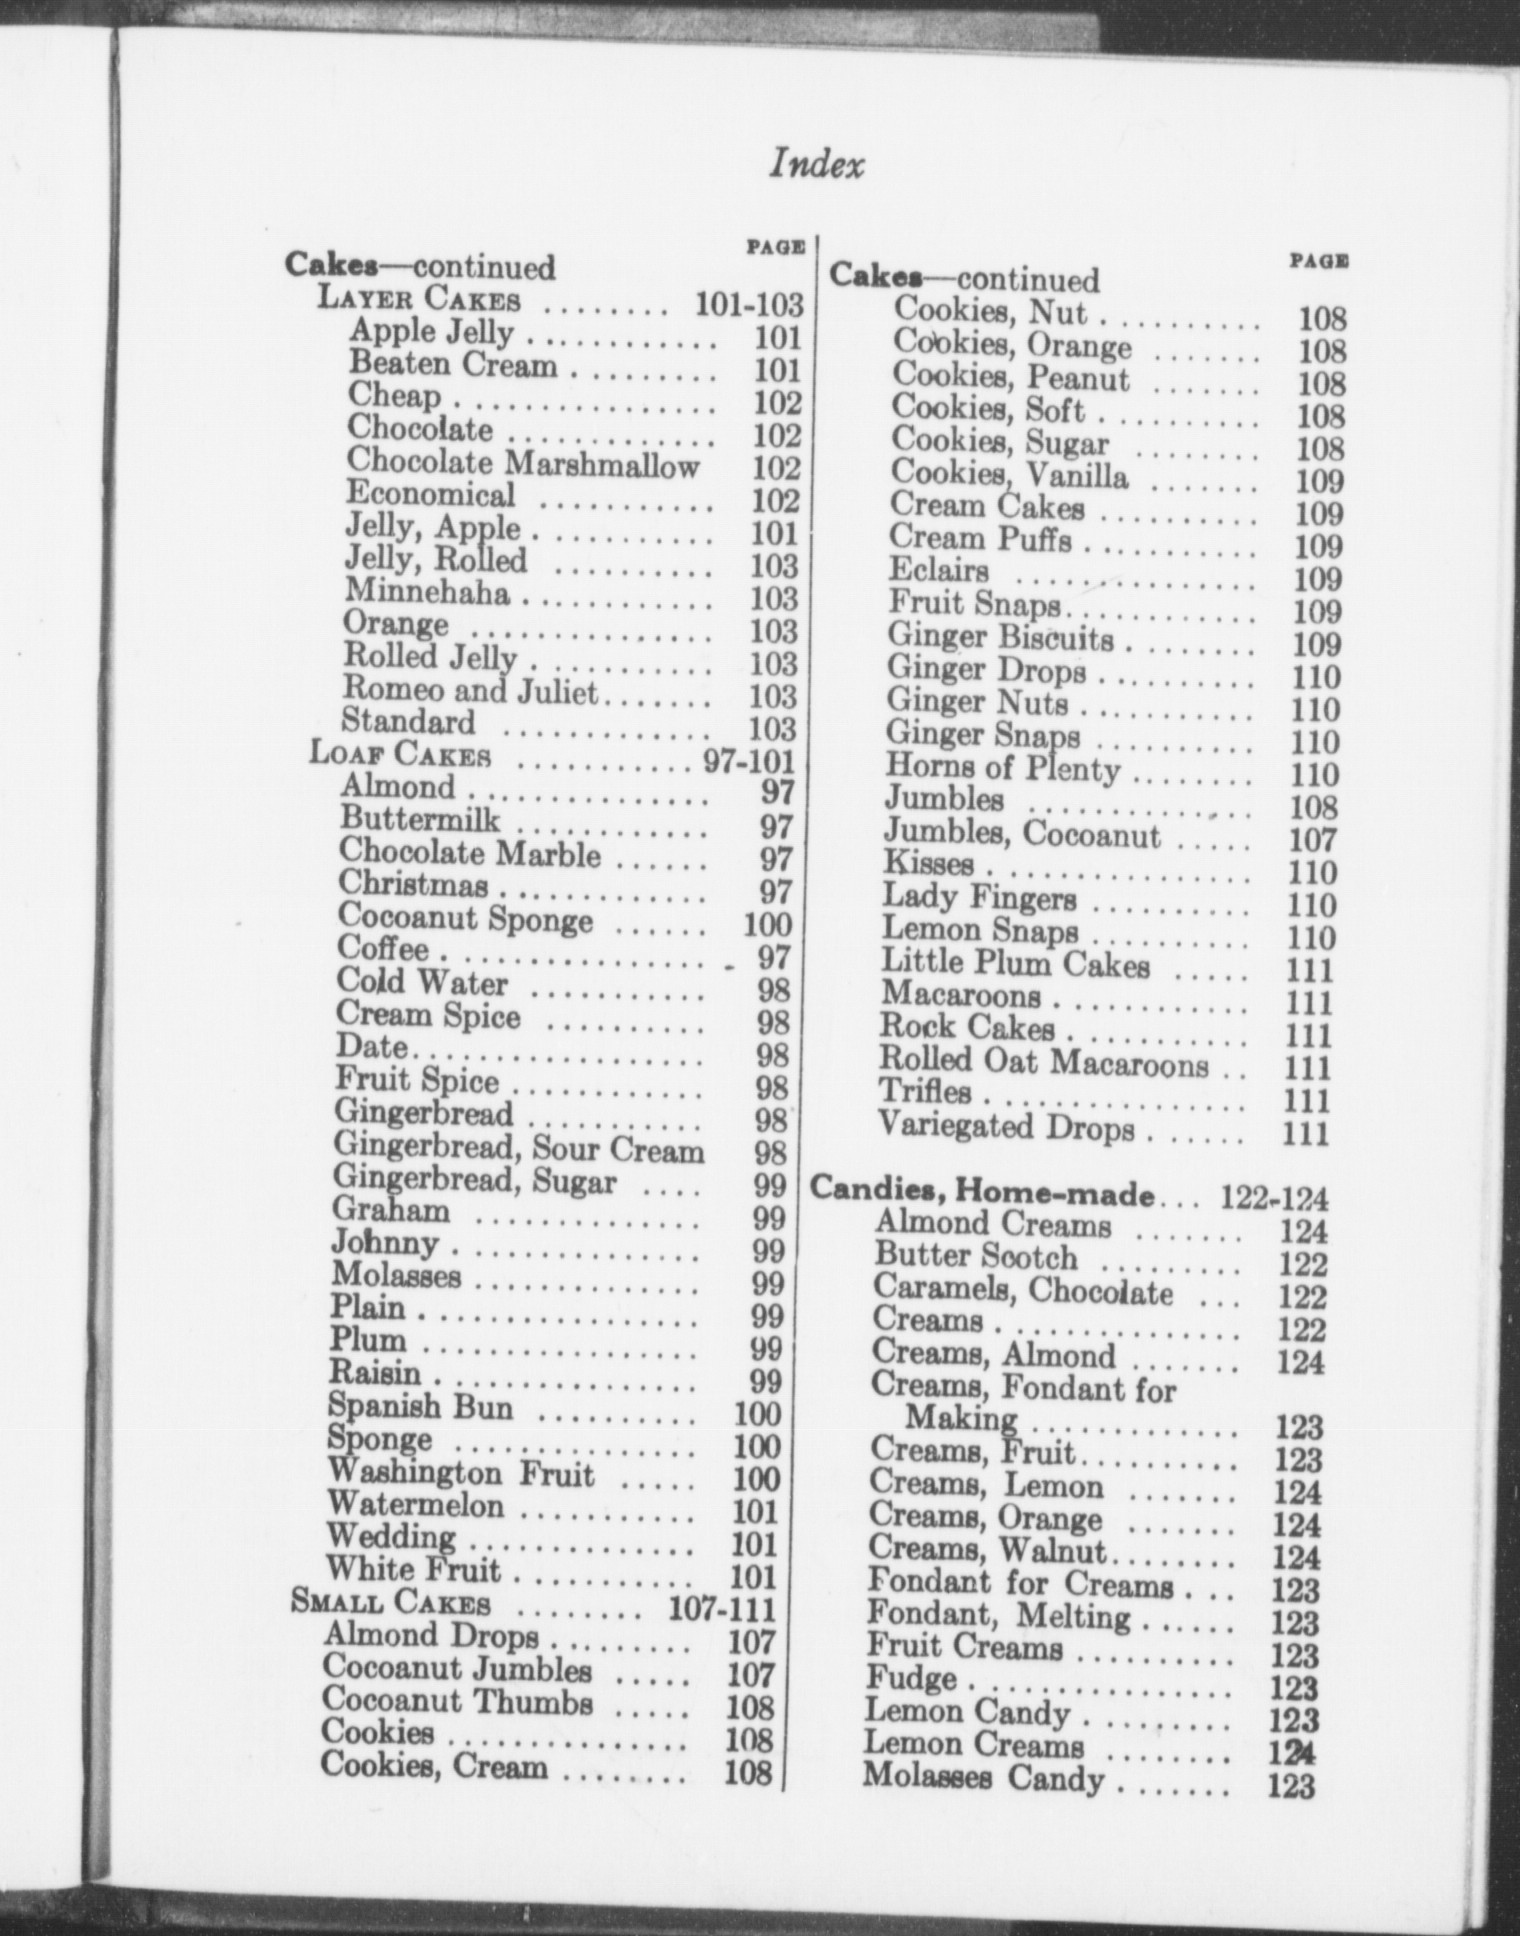 Index
PAGE
Cakes—continued
LAYER CAKES ........ 101-103
Apple Jelly ............. 101
Beaten Cream .......... 101
Cheap .................. 102
Chocolate .............. 102
Chocolate Marshmallow 102
Economical ........... 102
Jelly, Apple ............ 101
Jelly, Rolled .......... 103
Minnehaha ............. 103
Orange ............... 103
Rolled Jelly ............ 103
Romeo and Juliet....... 103
Standard ............. 103
LOAF CAKES ........... 97-101
Almond ................ 97
Buttermilk ............ 97
Chocolate Marble ...... 97
Christmas ............. 97
Cocoanut Sponge ...... 100
Coffee ................. 97
Cold Water ........... 98
Cream Spice .......... 98
Date.................. 98
Fruit Spice ............ 98
Gingerbread ........... 98
Gingerbread, Sour Cream 98
Gingerbread, Sugar .... 99
Graham .............. 99
Johnny ................ 99
Molasses .............. 99
Plain .................. 99
Plum ................. 99
Raisin ................. 99
Spanish Bun .......... 100
Sponge ............... 100
Washington Fruit ..... 100
Watermelon ........... 101
Wedding .............. 101
White Fruit ........... 101
SMALL CAKES ........ 107-111
Almond Drops ......... 107
Cocoanut Jumbles ..... 107
Cocoanut Thumbs ..... 108
Cookies ............... 108
Cookies, Cream ........ 108
PAGE
Cakes—continued
Cookies, Nut ........... 108
Cookies, Orange ....... 108
Cookies, Peanut ....... 108
Cookies, Soft .......... 108
Cookies, Sugar ........ 108
Cookies, Vanilla ....... 109
Cream Cakes .......... 109
Cream Puffs ........... 109
Eclairs ............... 109
Fruit Snaps............ 109
Ginger Biscuits ........ 109
Ginger Drops .......... 110
Ginger Nuts ........... 110
Ginger Snaps .......... 110
Horns of Plenty ........ 110
Jumbles .............. 108
Jumbles, Cocoanut ..... 107
Kisses ................. 110
Lady Fingers .......... 110
Lemon Snaps .......... 110
Little Plum Cakes ..... 111
Macaroons ............. 111
Rock Cakes ............ 111
Rolled Oat Macaroons .. 111
Trifles ................. 111
Variegated Drops ...... 111
Candies, Home-made... 122-124
Almond Creams ....... 124
Butter Scotch ......... 122
Caramels, Chocolate ... 122
Creams ................ 122
Creams, Almond ....... 124
Creams, Fondant for
Making ............. 123
Creams, Fruit.......... 123
Creams, Lemon ....... 124
Creams, Orange ....... 124
Creams, Walnut........ 124
Fondant for Creams ... 123
Fondant, Melting ...... 123
Fruit Creams .......... 123
Fudge ................. 123
Lemon Candy ......... 123
Lemon Creams ........ 124
Molasses Candy ....... 123